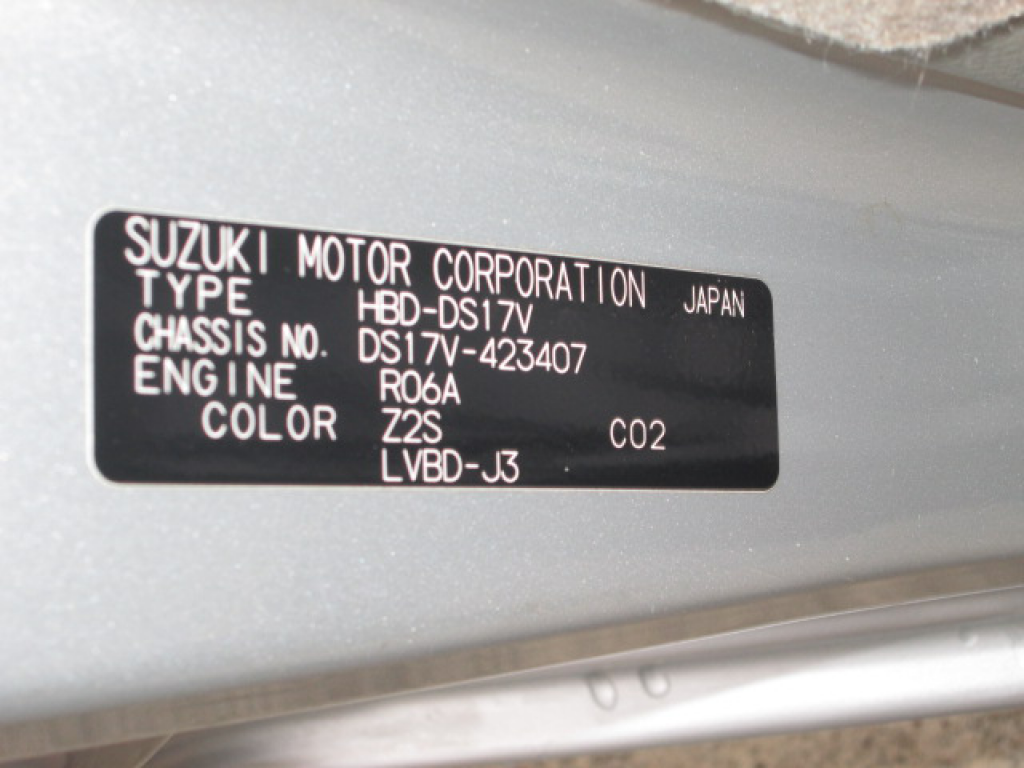 SUZUKI MOTOR CORPORATION JAPAN
TYPE HBD-DS17V
CHASSIS NO. DS17V-423407
ENGINE R06A
COLOR Z2S C02
LVBD-J3